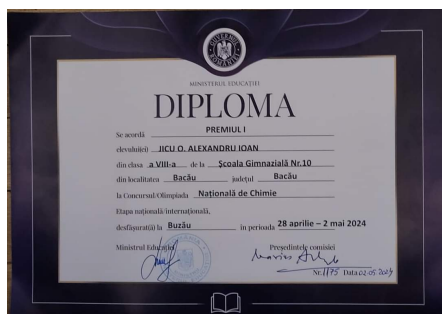 GUVERNUL ROMÂNIEI
MINISTERUL EDUCAȚIEI
DIPLOMA
Se acordă PREMIUL I
elevului(ei) JICU O. ALEXANDRU IOAN
din clasa a VIII-a de la Școala Gimnazială Nr.10
din localitatea Bacău județul Bacău
la Concursul/Olimpiada Națională de Chimie
Etapa națională/internațională,
desfășurat(ă) la Buzău în perioada 28 aprilie – 2 mai 2024
Ministrul Educației Președintele comisiei
Nr. 1175 Data 02.05.2024